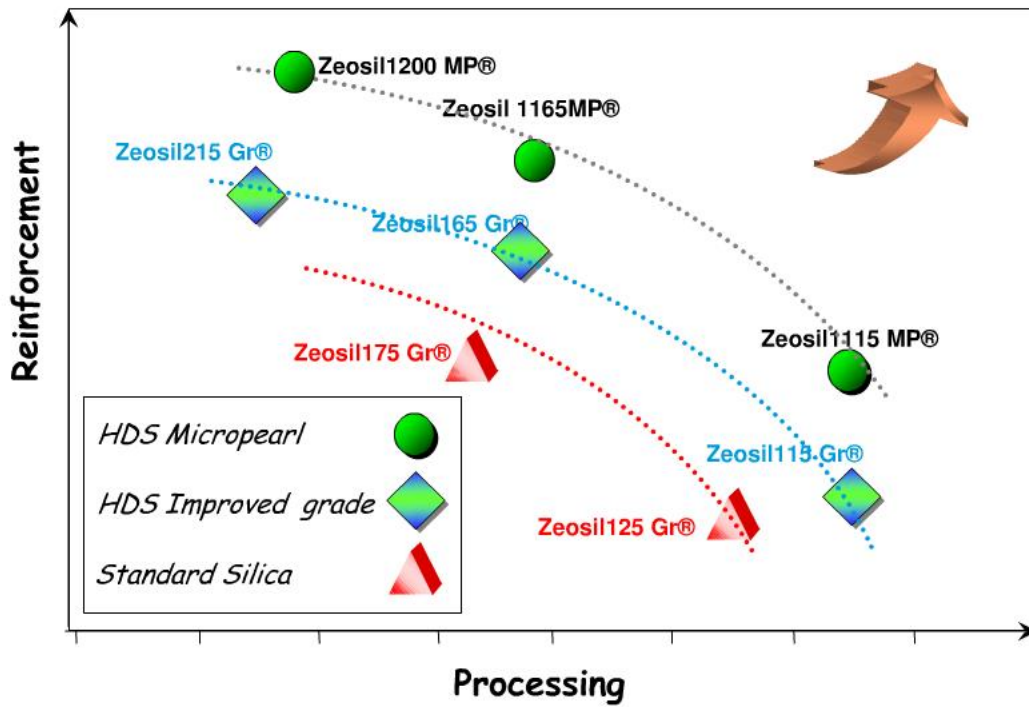 Zeosil1200 MP®
Zeosil 1165MP®
Zeosil215 Gr®
Zeosil165 Gr®
Reinforcement
Zeosil1115 MP®
Zeosil175 Gr®
HDS Micropearl
Zeosil115 Gr®
HDS Improved grade
Zeosil125 Gr®
Standard Silica
Processing